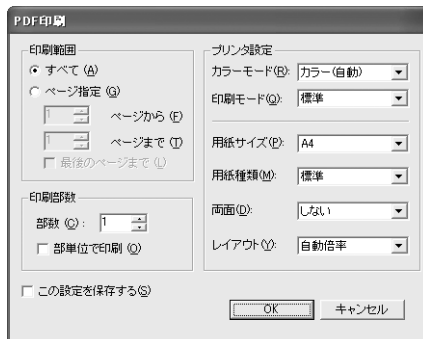 PDF印刷
印刷範囲
すべて(A)
ページ指定(G)
1 ページから(F)
1 ページまで(T)
最後のページまで(L)
印刷部数
部数(C): 1
部単位で印刷(O)
この設定を保存する(S)
プリンタ設定
カラーモード(R): カラー(自動)
印刷モード(Q): 標準
用紙サイズ(P): A4
用紙種類(M): 標準
両面(D): しない
レイアウト(Y): 自動倍率
OK キャンセル